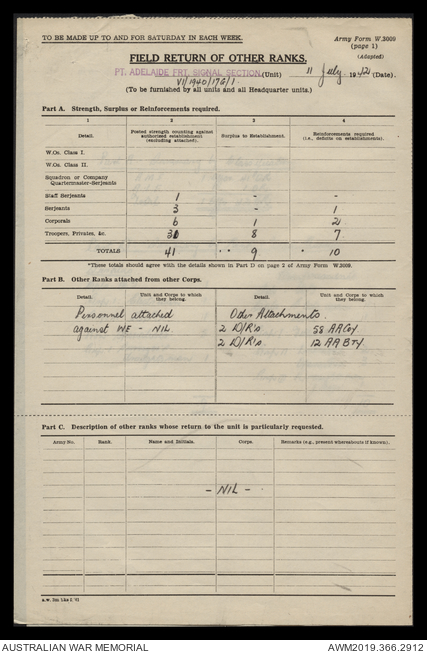 TO BE MADE UP TO AND FOR SATURDAY IN EACH WEEK.
Army Form W.3009
(page 1)
(Adapted)
FIELD RETURN OF OTHER RANKS.
PT. ADELAIDE FRT. SIGNAL SECTION (Unit) 11 July 1942 (Date).
VI/1940/176/1
(To be furnished by all units and all Headquarter units.)
Part A. Strength, Surplus or Reinforcements required.
1 2 3 4
Detail. Posted strength counting against authorized establishment (excluding attached). Surplus to Establishment. Reinforcements required (i.e., deficits on establishments).
W.Os. Class I.
W.Os. Class II.
Squadron or Company
Quartermaster-Serjeants
Staff Serjeants 1 - -
Serjeants 3 - 1
Corporals 6 1 2
Troopers, Privates, &c. 31 8 7
TOTALS 41 9 10
*These totals should agree with the details shown in Part D on page 2 of Army Form W.3009.
Part B. Other Ranks attached from other Corps.
Detail. Unit and Corps to which they belong. Detail. Unit and Corps to which they belong.
Personnel attached Other Attachments.
against WE - NIL. 2 D/R's 58 AA Coy
2 D/R's. 12 AA BTY
Part C. Description of other ranks whose return to the unit is particularly requested.
Army No. Rank. Name and Initials. Corps. Remarks (e.g., present whereabouts if known).
- NIL -
AUSTRALIAN WAR MEMORIAL AWM2019.366.2912